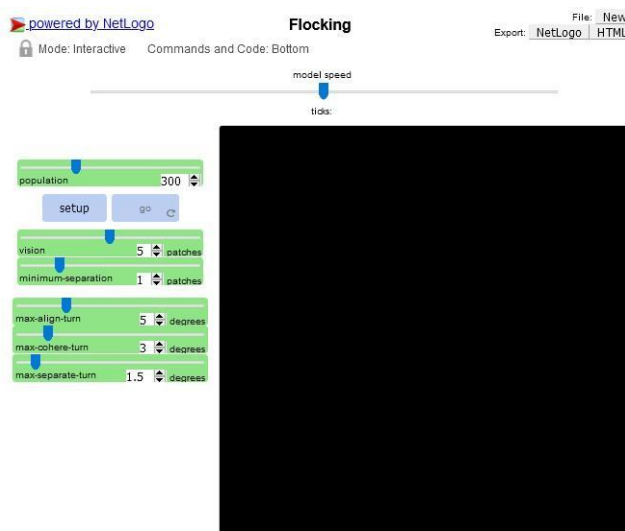 powered by NetLogo
Flocking
File: New
Export: NetLogo HTML
Mode: Interactive Commands and Code: Bottom
model speed
ticks:
population 300
setup go
vision 5 patches
minimum-separation 1 patches
max-align-turn 5 degrees
max-cohere-turn 3 degrees
max-separate-turn 1.5 degrees